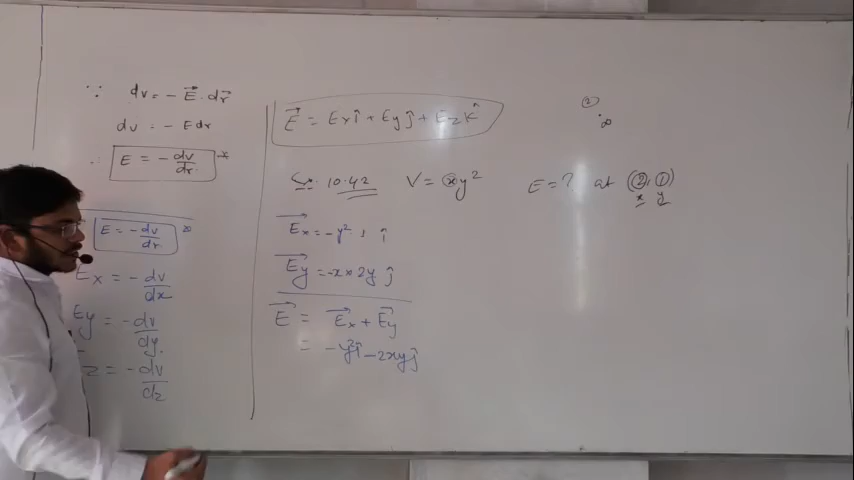 ∵ dv = - E⃗ . dr⃗
dv = - Edr
∴ E = - dv/dr
E = - dv/dr
Ex = - dv/dx
Ey = - dv/dy.
z = - dv/dz
E⃗ = Exî + Eyĵ + Ezk̂
10.42 V = xy² E = ? at (2, 1)
x y
E⃗x = -y² î
E⃗y = -x × 2y ĵ
E⃗ = E⃗x + E⃗y
= -y²î - 2xyĵ